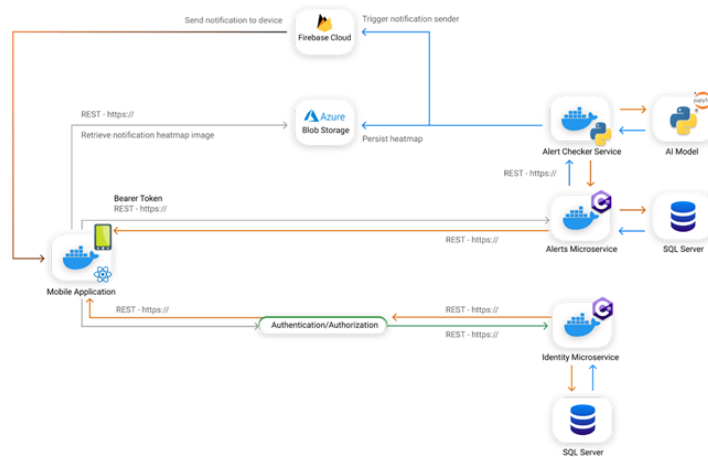 Send notification to device
Trigger notification sender
Firebase Cloud
REST - https://
Retrieve notification heatmap image
Azure
Blob Storage
Persist heatmap
Alert Checker Service
AI Model
REST - https://
Bearer Token
REST - https://
REST - https://
Alerts Microservice
SQL Server
Mobile Application
REST - https://
Authentication/Authorization
REST - https://
REST - https://
Identity Microservice
SQL Server